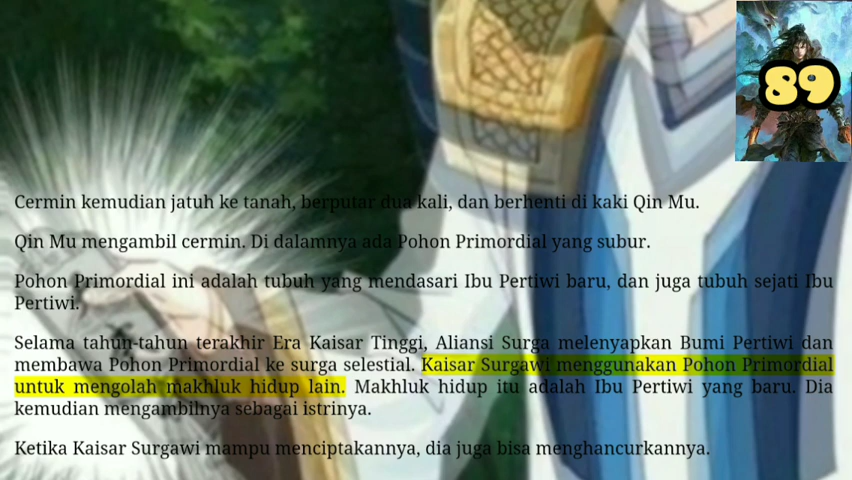 89
Cermin kemudian jatuh ke tanah, berputar dua kali, dan berhenti di kaki Qin Mu.
Qin Mu mengambil cermin. Di dalamnya ada Pohon Primordial yang subur.
Pohon Primordial ini adalah tubuh yang mendasari Ibu Pertiwi baru, dan juga tubuh sejati Ibu
Pertiwi.
Selama tahun-tahun terakhir Era Kaisar Tinggi, Aliansi Surga melenyapkan Bumi Pertiwi dan
membawa Pohon Primordial ke surga selestial. Kaisar Surgawi menggunakan Pohon Primordial
untuk mengolah makhluk hidup lain. Makhluk hidup itu adalah Ibu Pertiwi yang baru. Dia
kemudian mengambilnya sebagai istrinya.
Ketika Kaisar Surgawi mampu menciptakannya, dia juga bisa menghancurkannya.